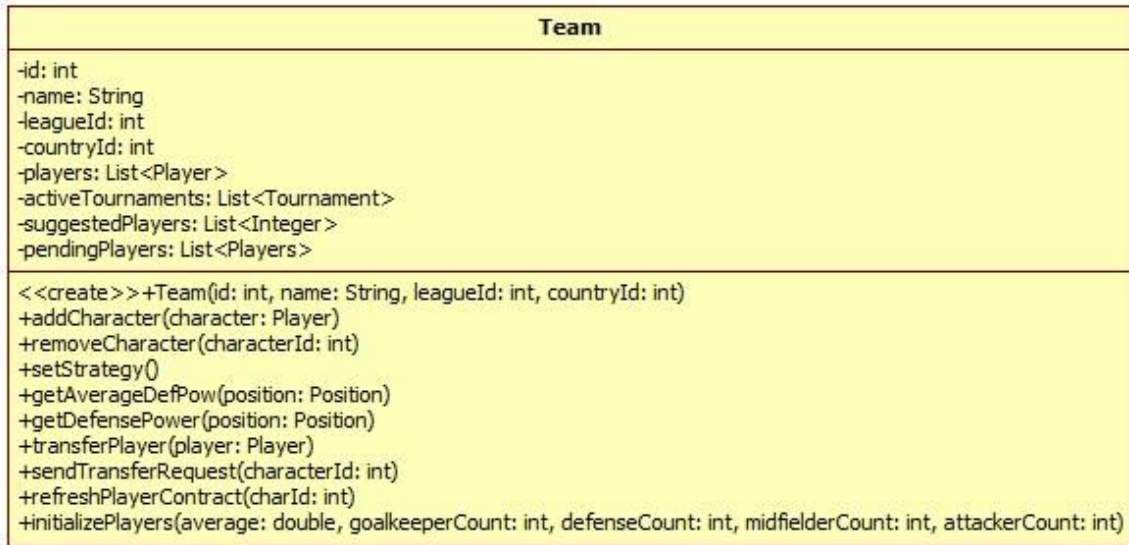 Team
-id: int
-name: String
-leagueId: int
-countryId: int
-players: List<Player>
-activeTournaments: List<Tournament>
-suggestedPlayers: List<Integer>
-pendingPlayers: List<Players>
<<create>>+Team(id: int, name: String, leagueId: int, countryId: int)
+addCharacter(character: Player)
+removeCharacter(characterId: int)
+setStrategy()
+getAverageDefPow(position: Position)
+getDefensePower(position: Position)
+transferPlayer(player: Player)
+sendTransferRequest(characterId: int)
+refreshPlayerContract(charId: int)
+initializePlayers(average: double, goalkeeperCount: int, defenseCount: int, midfielderCount: int, attackerCount: int)